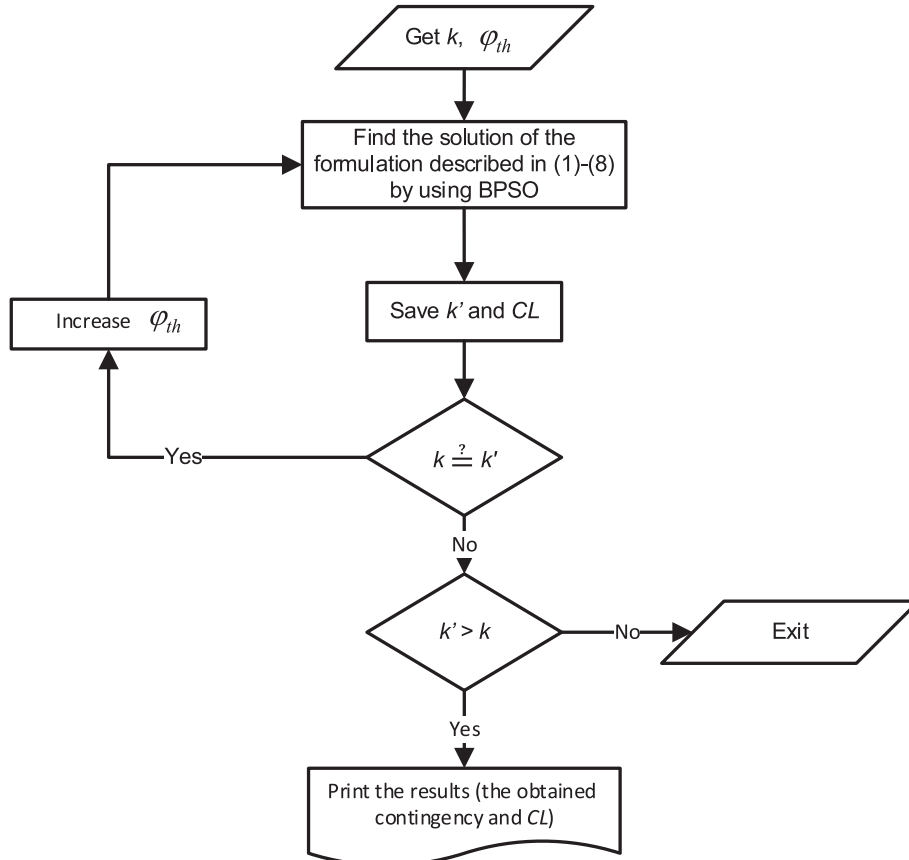 Get k, φth
Find the solution of the
formulation described in (1)-(8)
by using BPSO
Save k' and CL
Increase φth
k ≟ k'
Yes
No
k' > k
No
Exit
Yes
Print the results (the obtained
contingency and CL)